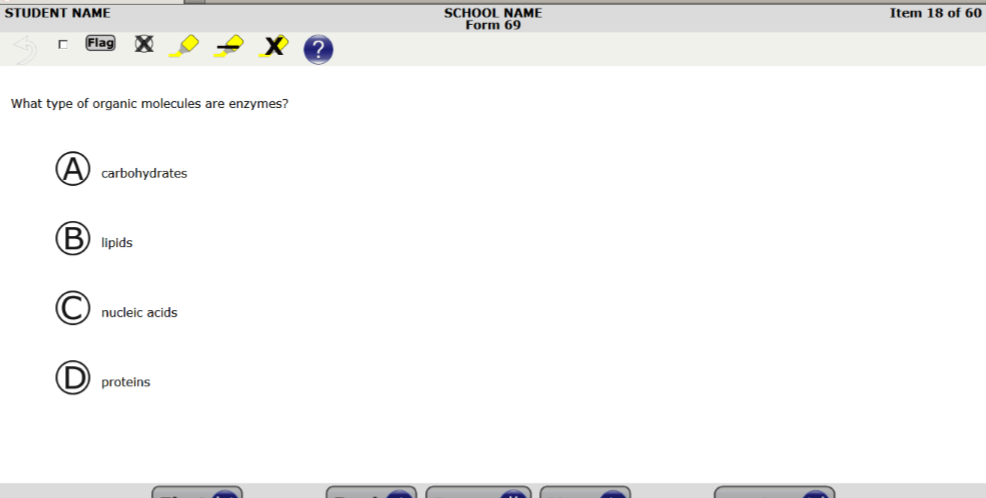 STUDENT NAME
SCHOOL NAME
Form 69
Item 18 of 60
Flag
?
What type of organic molecules are enzymes?
A carbohydrates
B lipids
C nucleic acids
D proteins